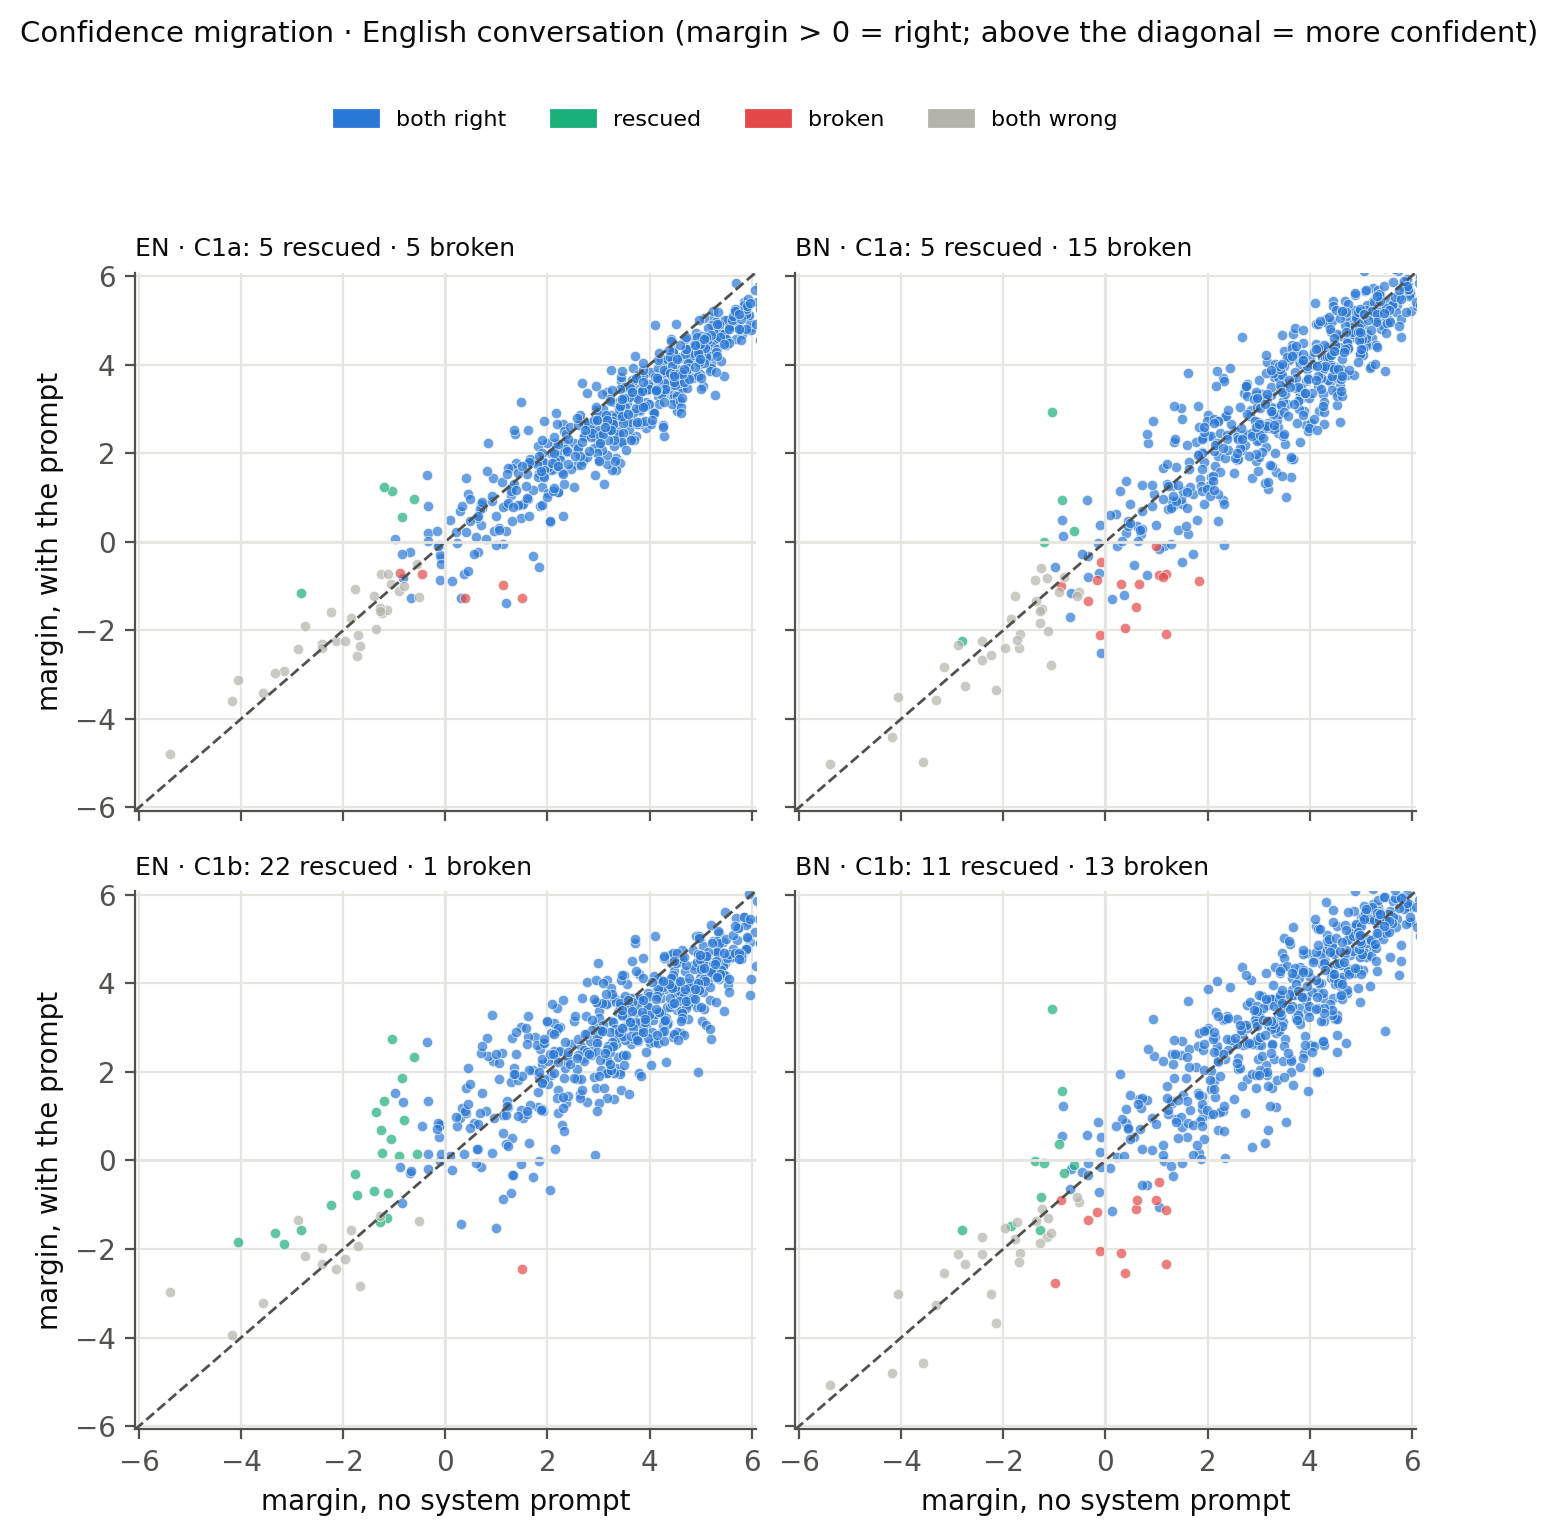 Confidence migration · English conversation (margin > 0 = right; above the diagonal = more confident)
both right
rescued
broken
both wrong
EN · C1a: 5 rescued · 5 broken
BN · C1a: 5 rescued · 15 broken
margin, with the prompt
6
4
2
0
−2
−4
−6
EN · C1b: 22 rescued · 1 broken
BN · C1b: 11 rescued · 13 broken
margin, with the prompt
6
4
2
0
−2
−4
−6
−6 −4 −2 0 2 4 6
−6 −4 −2 0 2 4 6
margin, no system prompt
margin, no system prompt